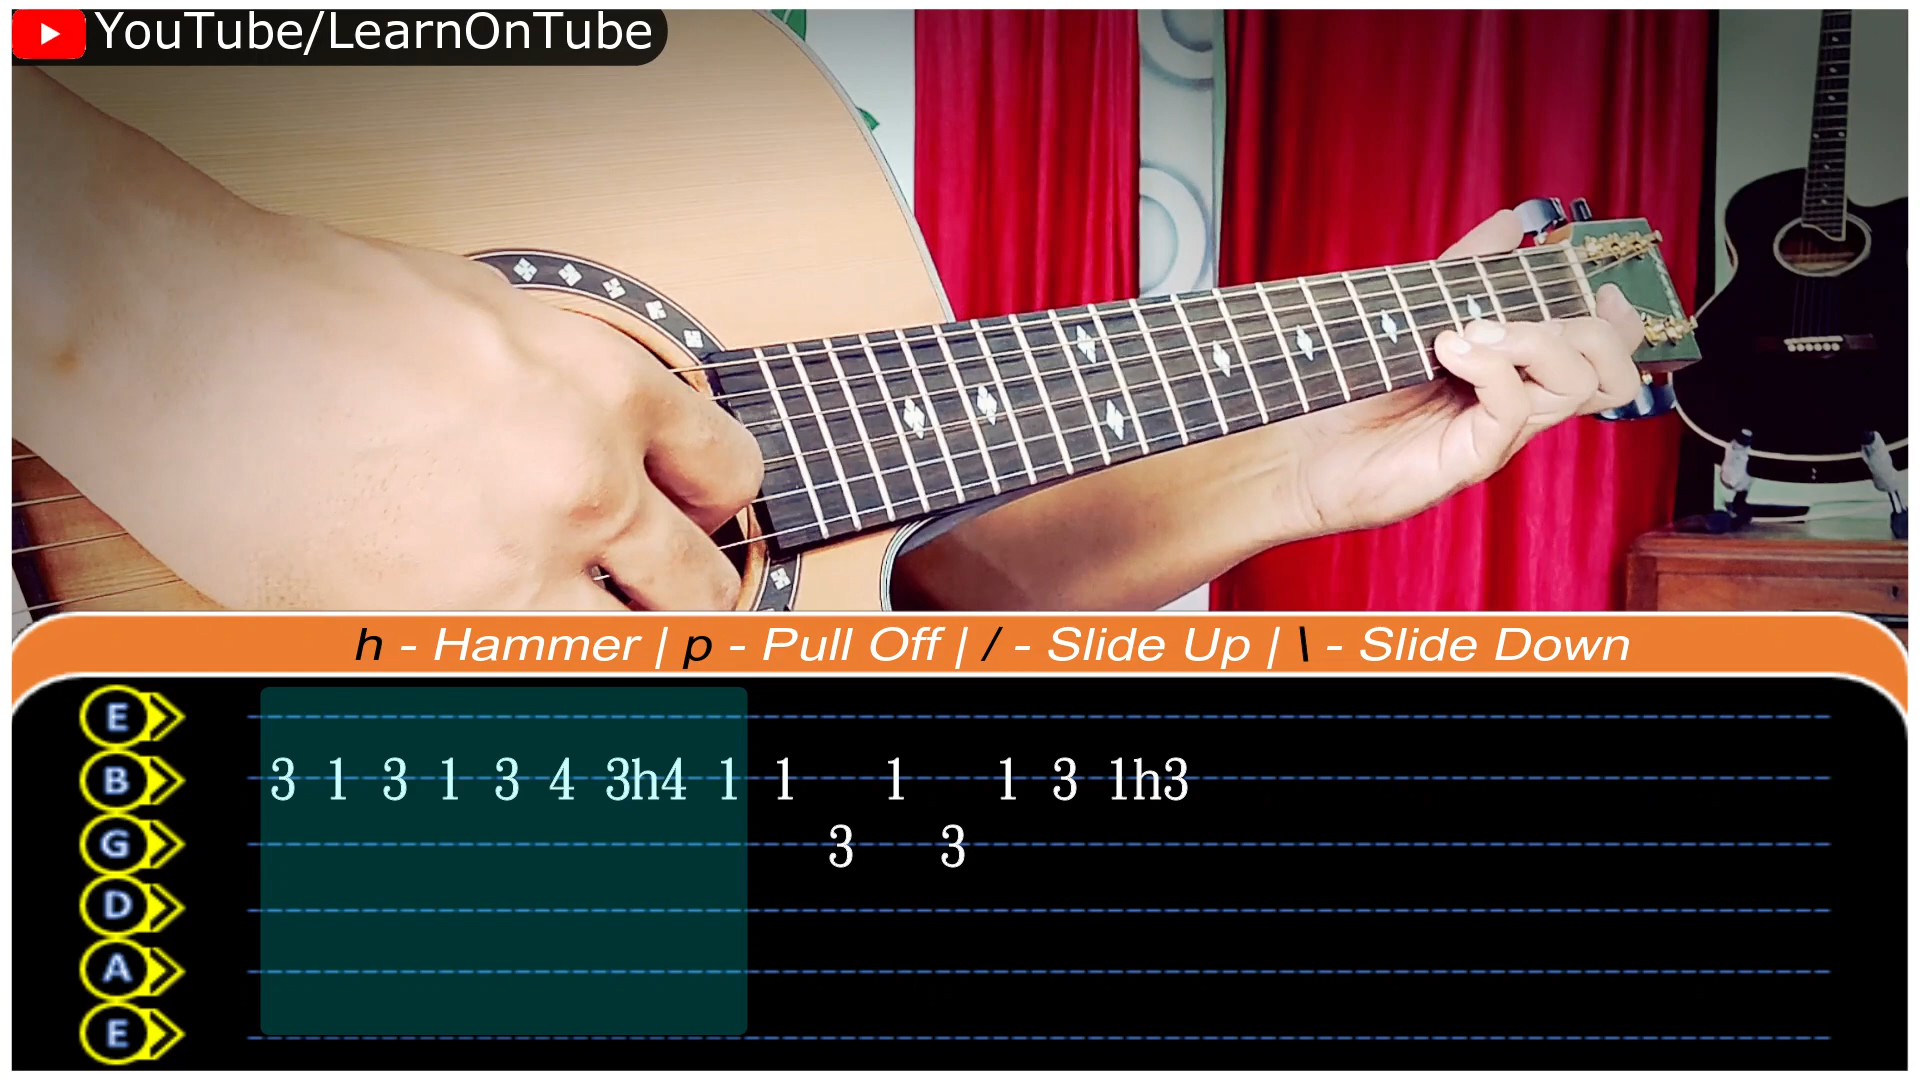 YouTube/LearnOnTube
h - Hammer | p - Pull Off | / - Slide Up | \ - Slide Down
E
B 3 1 3 1 3 4 3h4 1 1 1 1 3 1h3
G 3 3
D
A
E